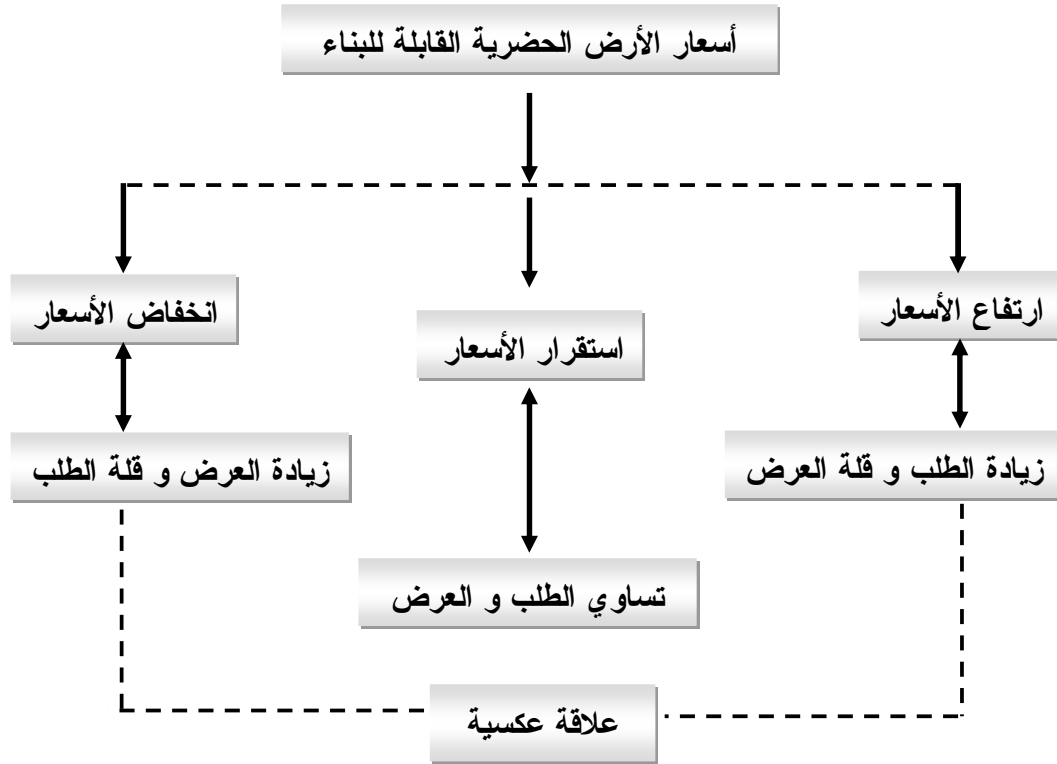 أسعار الأرض الحضرية القابلة للبناء
ارتفاع الأسعار
استقرار الأسعار
انخفاض الأسعار
زيادة الطلب و قلة العرض
تساوي الطلب و العرض
زيادة العرض و قلة الطلب
علاقة عكسية